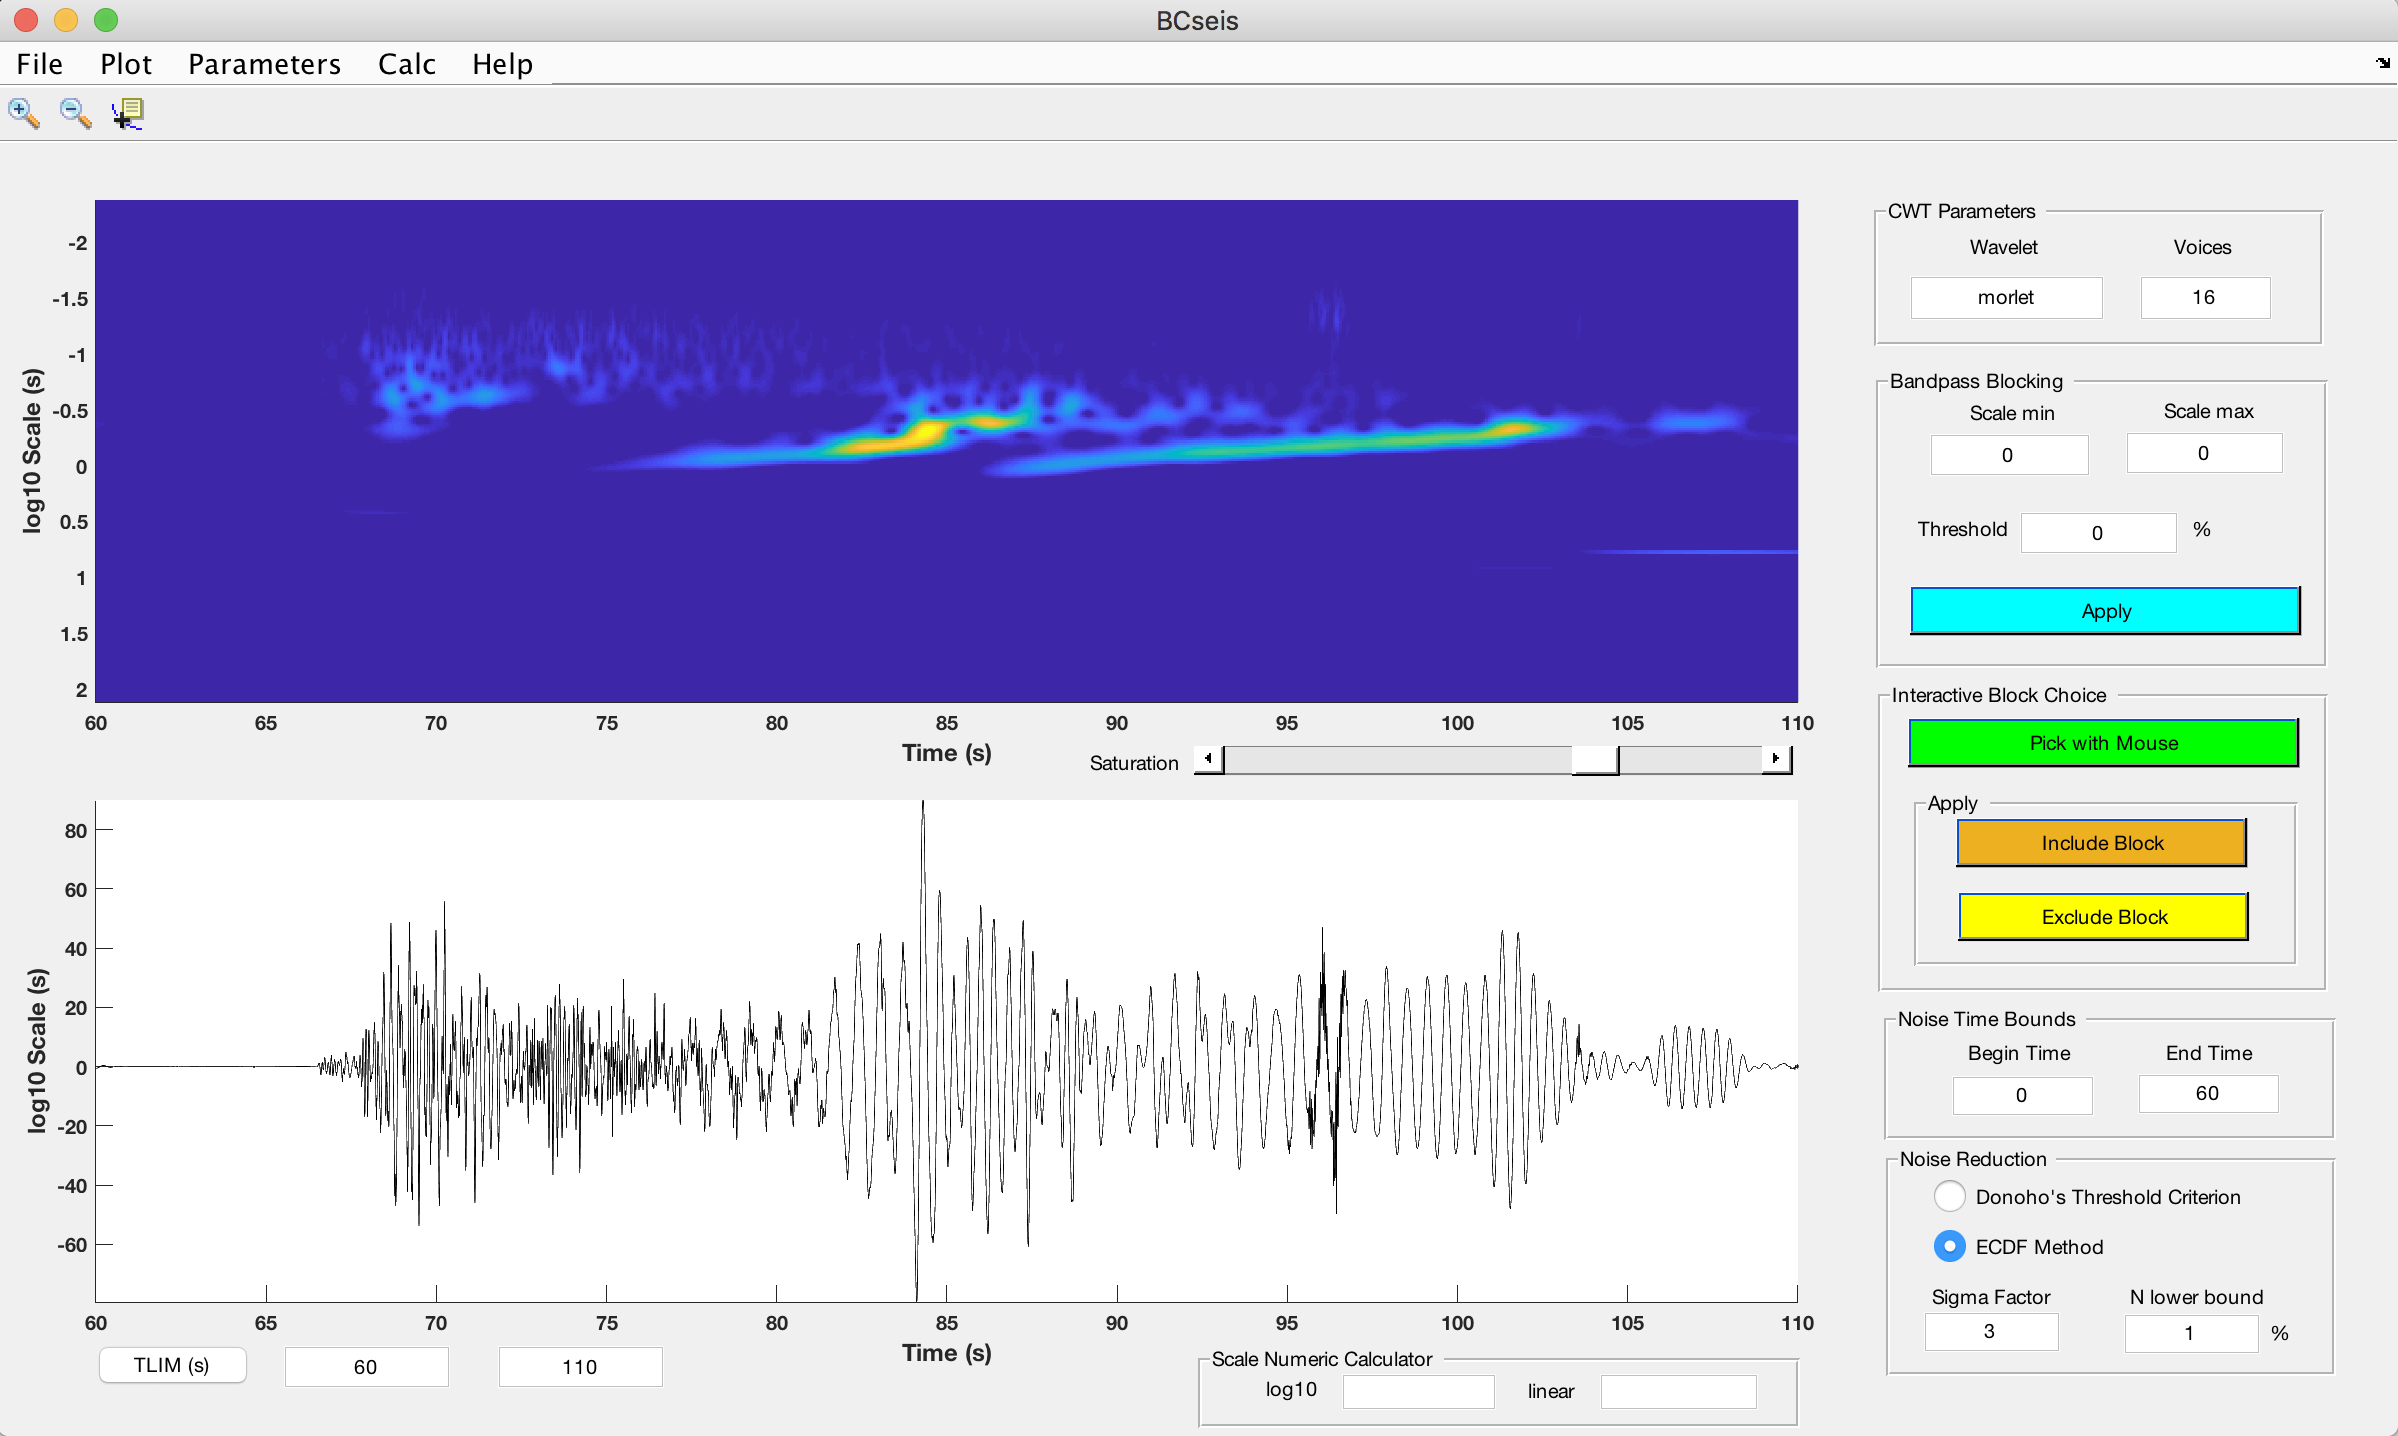 BCseis
File Plot Parameters Calc Help
-2
-1.5
-1
-0.5
0
0.5
1
1.5
2
log10 Scale (s)
60 65 70 75 80 85 90 95 100 105 110
Time (s)
Saturation
80
60
40
20
0
-20
-40
-60
log10 Scale (s)
60 65 70 75 80 85 90 95 100 105 110
Time (s)
TLIM (s) 60 110
Scale Numeric Calculator
log10 linear
CWT Parameters
Wavelet Voices
morlet 16
Bandpass Blocking
Scale min Scale max
0 0
Threshold 0 %
Apply
Interactive Block Choice
Pick with Mouse
Apply
Include Block
Exclude Block
Noise Time Bounds
Begin Time End Time
0 60
Noise Reduction
Donoho's Threshold Criterion
ECDF Method
Sigma Factor N lower bound
3 1 %